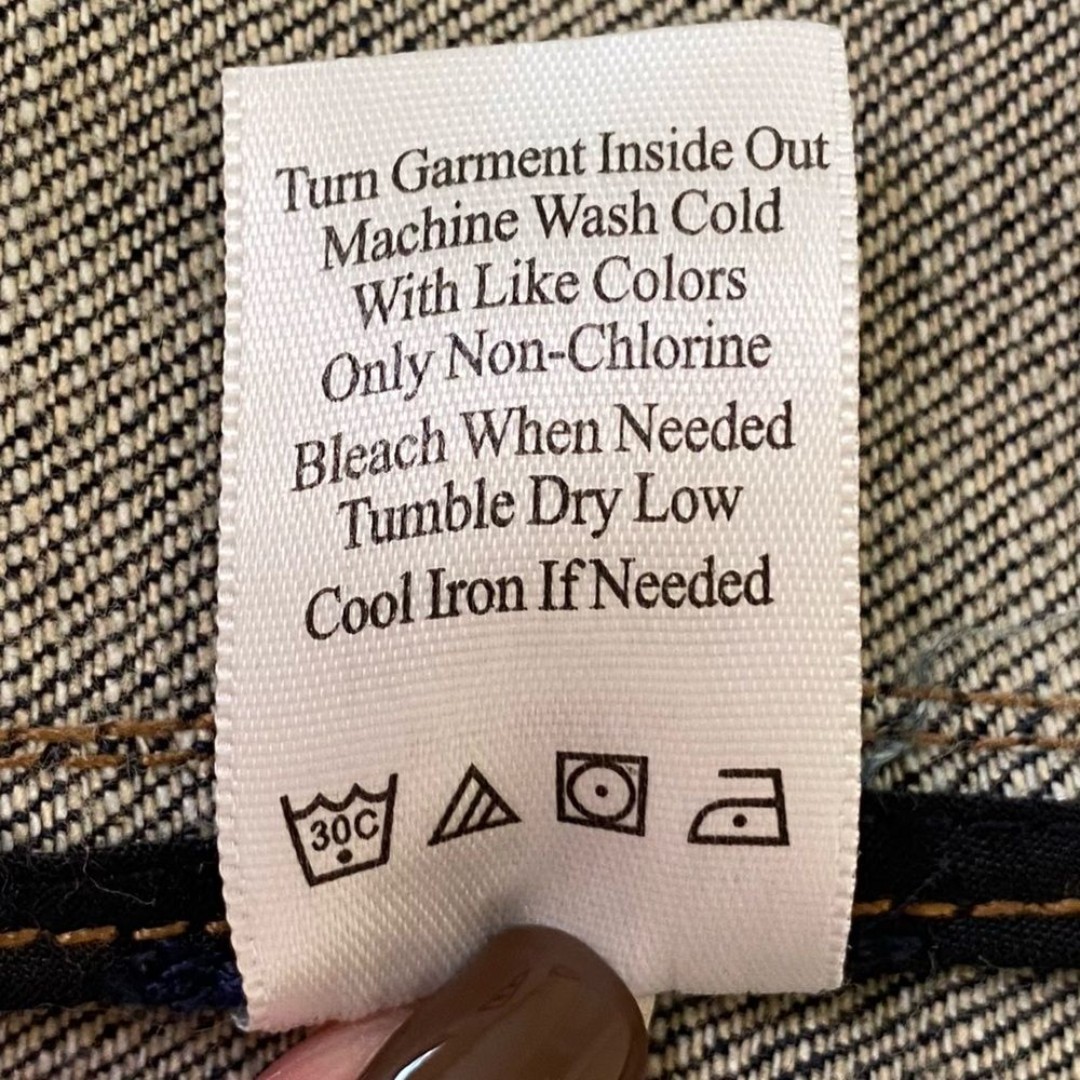 Turn Garment Inside Out
Machine Wash Cold
With Like Colors
Only Non-Chlorine
Bleach When Needed
Tumble Dry Low
Cool Iron If Needed
30C